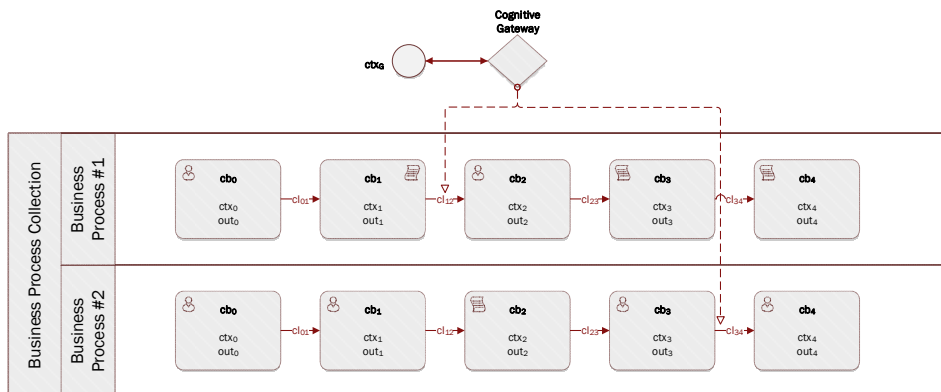 Cognitive
Gateway
ctxG
Business Process Collection
Business
Process #1
cb0
ctx0
out0
cl01
cb1
ctx1
out1
cl12
cb2
ctx2
out2
cl23
cb3
ctx3
out3
cl34
cb4
ctx4
out4
Business
Process #2
cb0
ctx0
out0
cl01
cb1
ctx1
out1
cl12
cb2
ctx2
out2
cl23
cb3
ctx3
out3
cl34
cb4
ctx4
out4